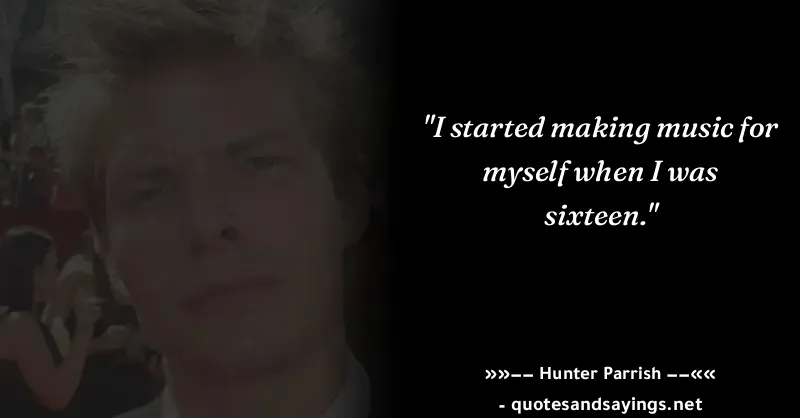 "I started making music for
myself when I was
sixteen."
»»−− Hunter Parrish −−««
- quotesandsayings.net